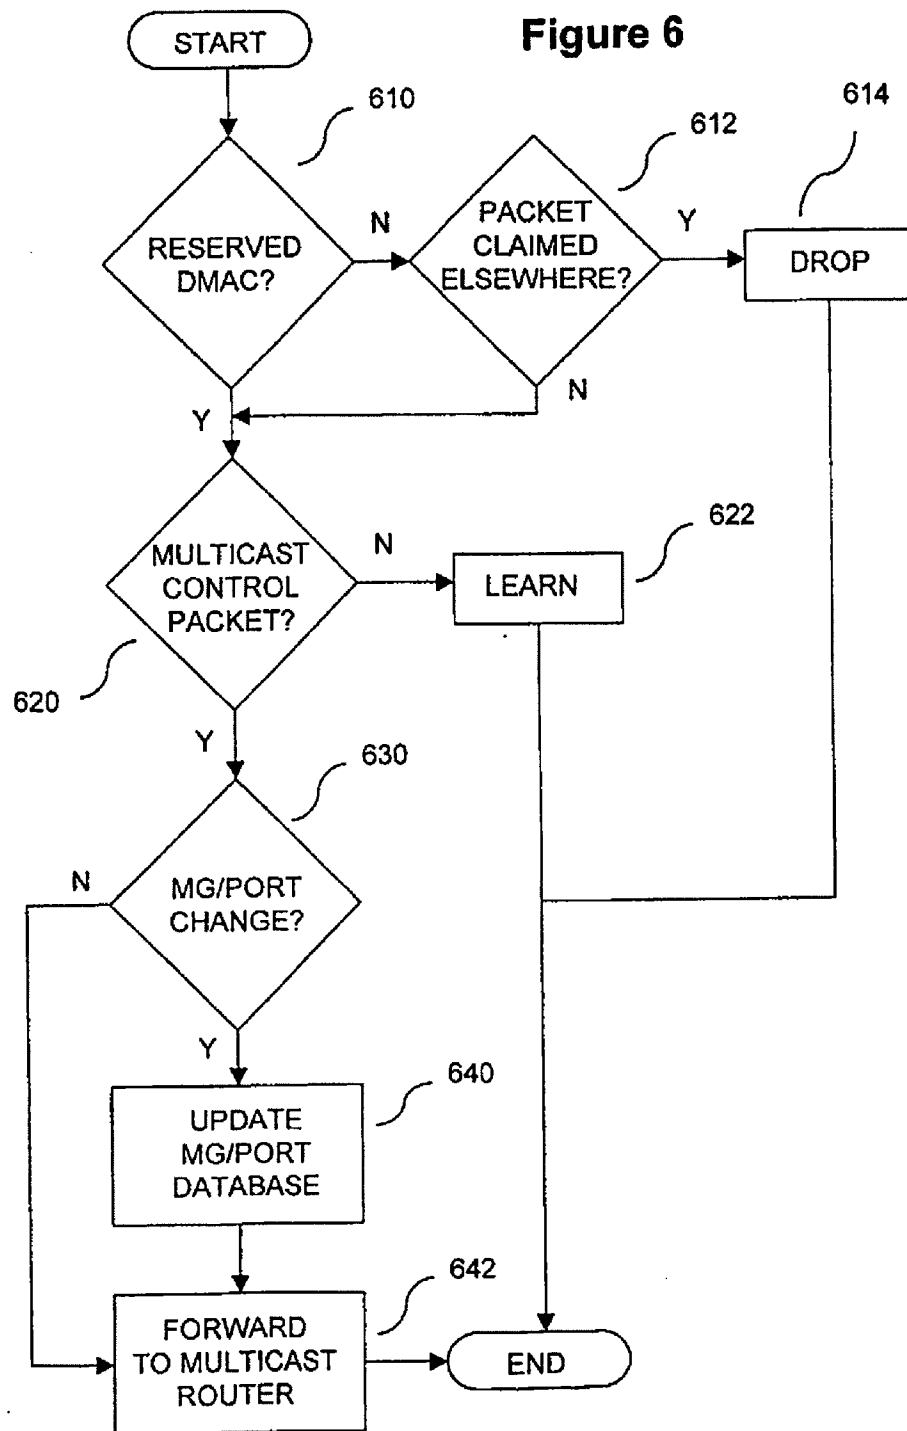 Figure 6
START
610
612
614
RESERVED
DMAC?
N
PACKET
CLAIMED
ELSEWHERE?
Y
DROP
Y
N
MULTICAST
CONTROL
PACKET?
N
LEARN
622
620
Y
630
N
MG/PORT
CHANGE?
Y
640
UPDATE
MG/PORT
DATABASE
642
FORWARD
TO MULTICAST
ROUTER
END